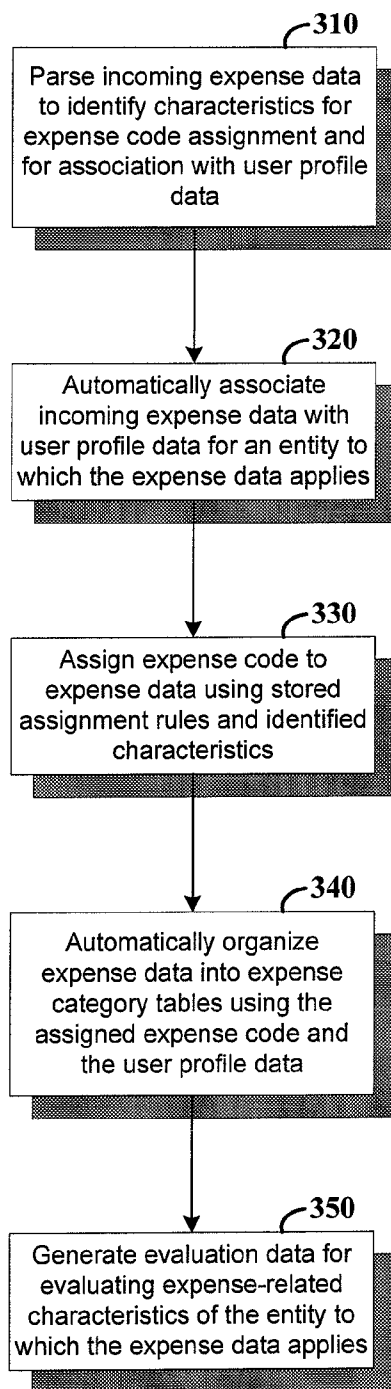 310
Parse incoming expense data
to identify characteristics for
expense code assignment and
for association with user profile
data
320
Automatically associate
incoming expense data with
user profile data for an entity to
which the expense data applies
330
Assign expense code to
expense data using stored
assignment rules and identified
characteristics
340
Automatically organize
expense data into expense
category tables using the
assigned expense code and
the user profile data
350
Generate evaluation data for
evaluating expense-related
characteristics of the entity to
which the expense data applies